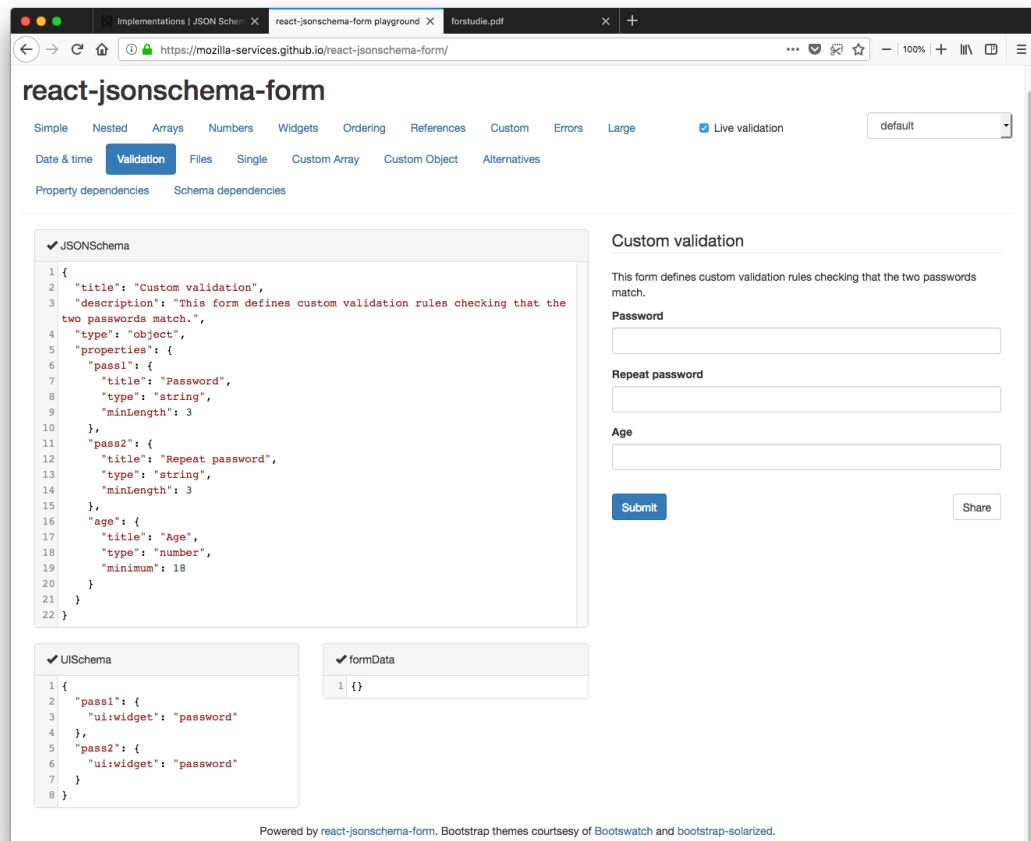 Implementations | JSON Schem
react-jsonschema-form playground
forstudie.pdf
https://mozilla-services.github.io/react-jsonschema-form/
100%
react-jsonschema-form
Simple Nested Arrays Numbers Widgets Ordering References Custom Errors Large
Date & time Validation Files Single Custom Array Custom Object Alternatives
Property dependencies Schema dependencies
Live validation
default
JSONSchema
1 {
2 "title": "Custom validation",
3 "description": "This form defines custom validation rules checking that the
two passwords match.",
4 "type": "object",
5 "properties": {
6 "pass1": {
7 "title": "Password",
8 "type": "string",
9 "minLength": 3
10 },
11 "pass2": {
12 "title": "Repeat password",
13 "type": "string",
14 "minLength": 3
15 },
16 "age": {
17 "title": "Age",
18 "type": "number",
19 "minimum": 18
20 }
21 }
22 }
UISchema
1 {
2 "pass1": {
3 "ui:widget": "password"
4 },
5 "pass2": {
6 "ui:widget": "password"
7 }
8 }
formData
1 {}
Custom validation
This form defines custom validation rules checking that the two passwords
match.
Password
Repeat password
Age
Submit
Share
Powered by react-jsonschema-form. Bootstrap themes courtsesy of Bootswatch and bootstrap-solarized.